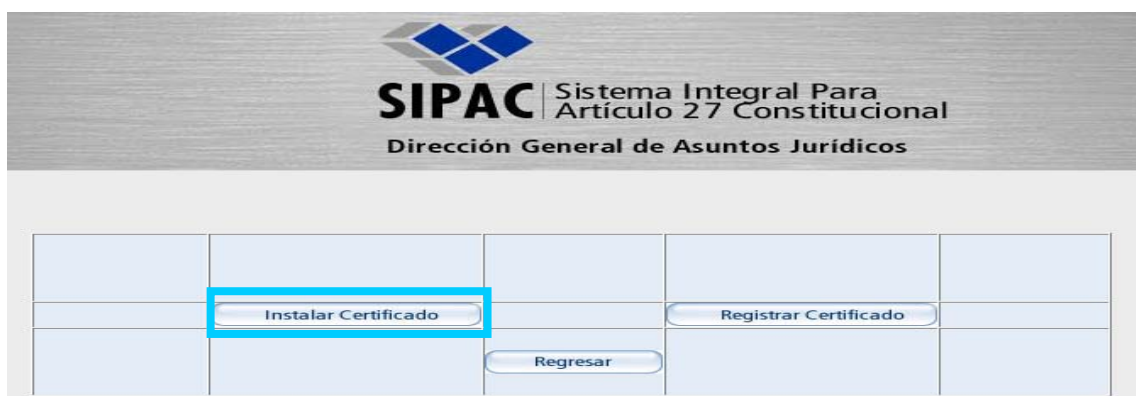 SIPAC Sistema Integral Para
Artículo 27 Constitucional
Dirección General de Asuntos Jurídicos
Instalar Certificado Registrar Certificado
Regresar